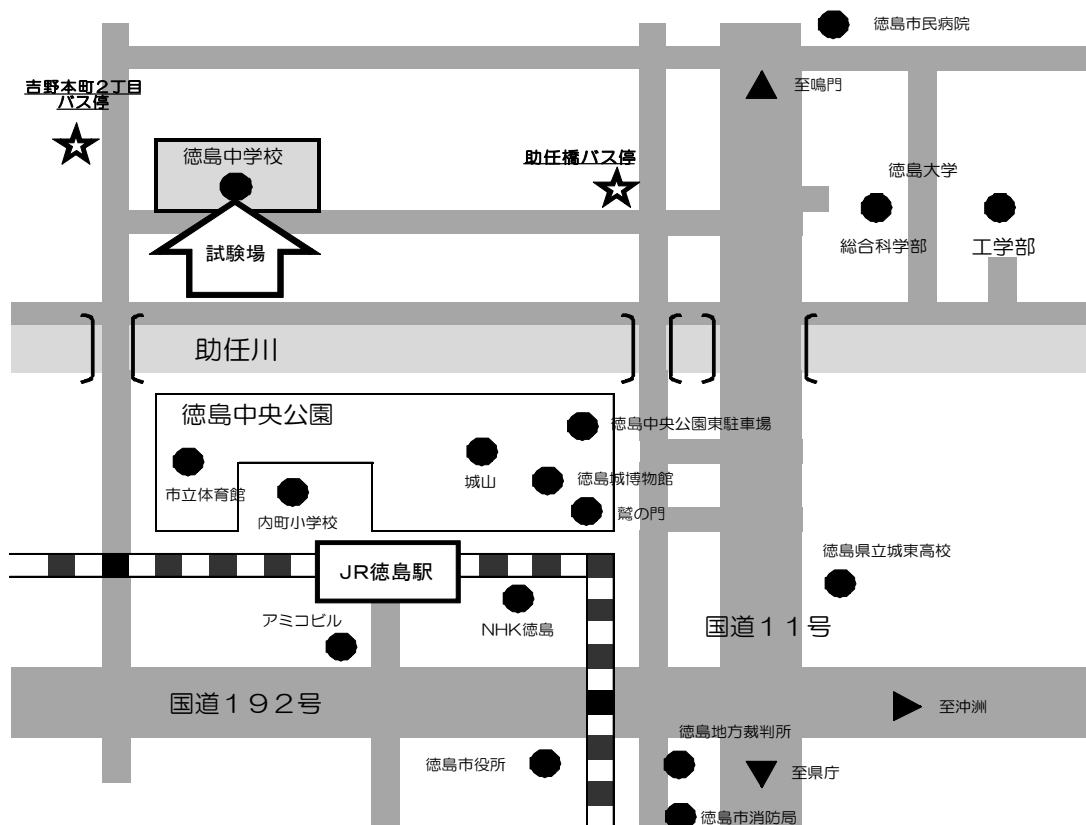 徳島市民病院
至鳴門
吉野本町2丁目
バス停
徳島中学校
助任橋バス停
徳島大学
総合科学部
工学部
試験場
助任川
徳島中央公園
徳島中央公園東駐車場
市立体育館
城山
徳島城博物館
内町小学校
鷲の門
JR徳島駅
徳島県立城東高校
アミコビル
NHK徳島
国道11号
国道192号
至沖洲
徳島地方裁判所
徳島市役所
至県庁
徳島市消防局